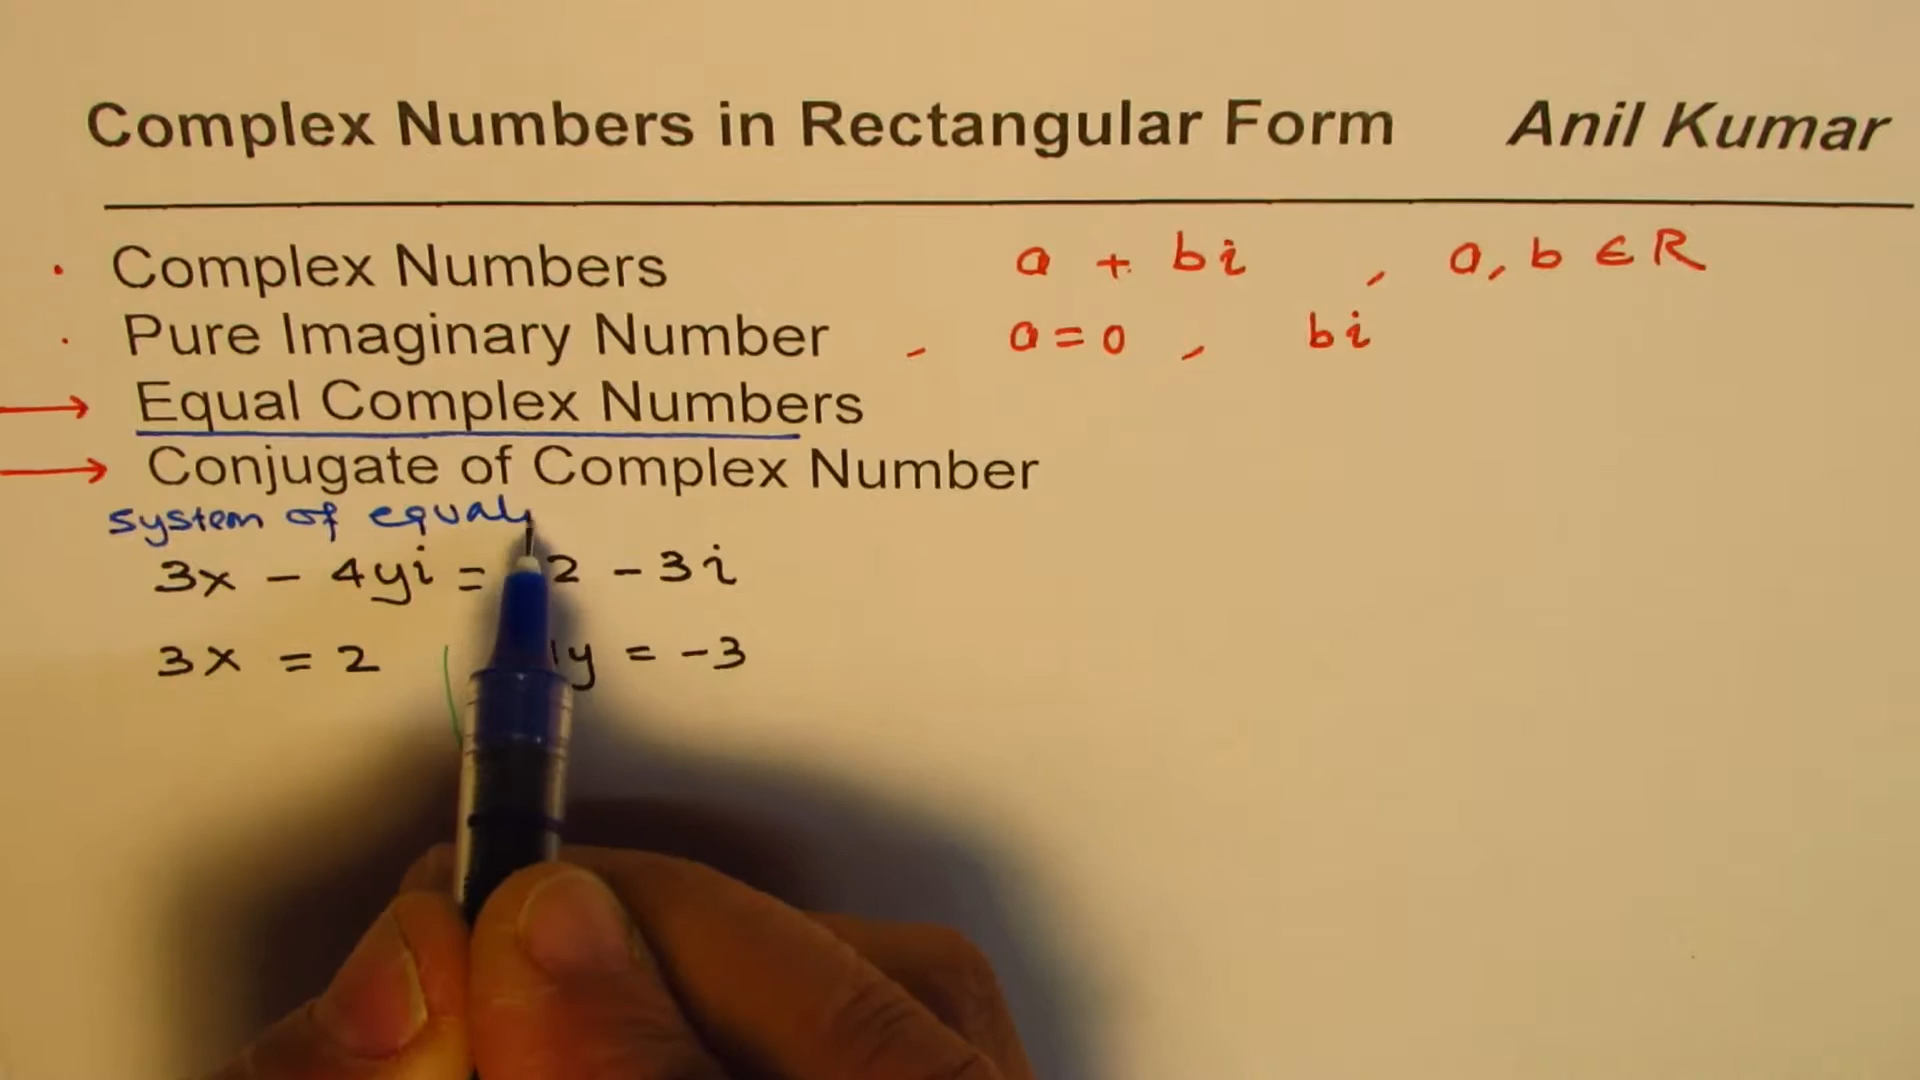 Complex Numbers in Rectangular Form Anil Kumar
Complex Numbers a + bi , a, b ∈ R
Pure Imaginary Number , a = 0 , bi
Equal Complex Numbers
Conjugate of Complex Number
system of
3x - 4yi = 2 - 3i
3x = 2 y = -3